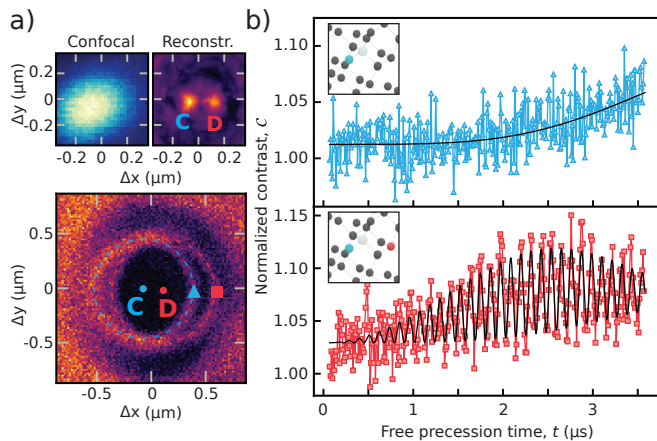 a)
Confocal
Reconstr.
0.2
0
-0.2
Δy (μm)
C
D
-0.2 0 0.2
-0.2 0 0.2
Δx (μm)
0.5
0
-0.5
Δy (μm)
C
D
-0.5 0 0.5
Δx (μm)
b)
1.10
1.05
1.00
Normalized contrast, 𝒞
1.15
1.10
1.05
1.00
0 1 2 3
Free precession time, t (μs)